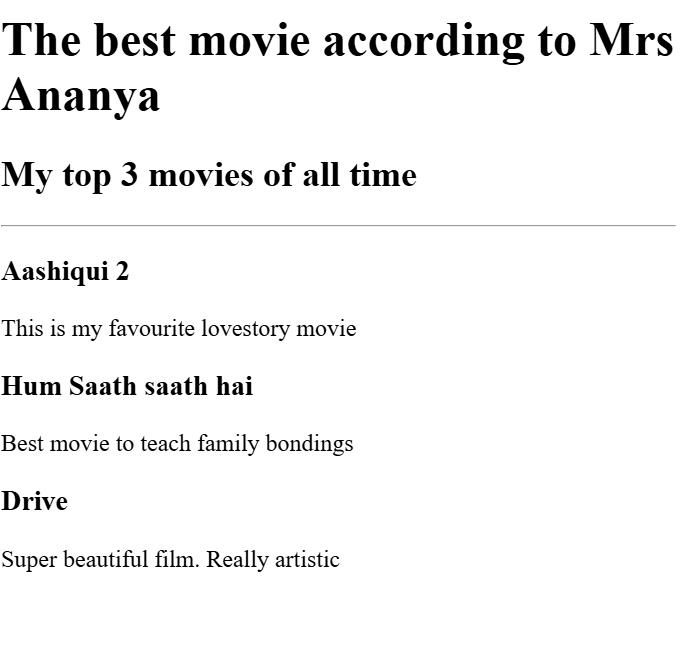 The best movie according to Mrs
Ananya
My top 3 movies of all time
Aashiqui 2
This is my favourite lovestory movie
Hum Saath saath hai
Best movie to teach family bondings
Drive
Super beautiful film. Really artistic